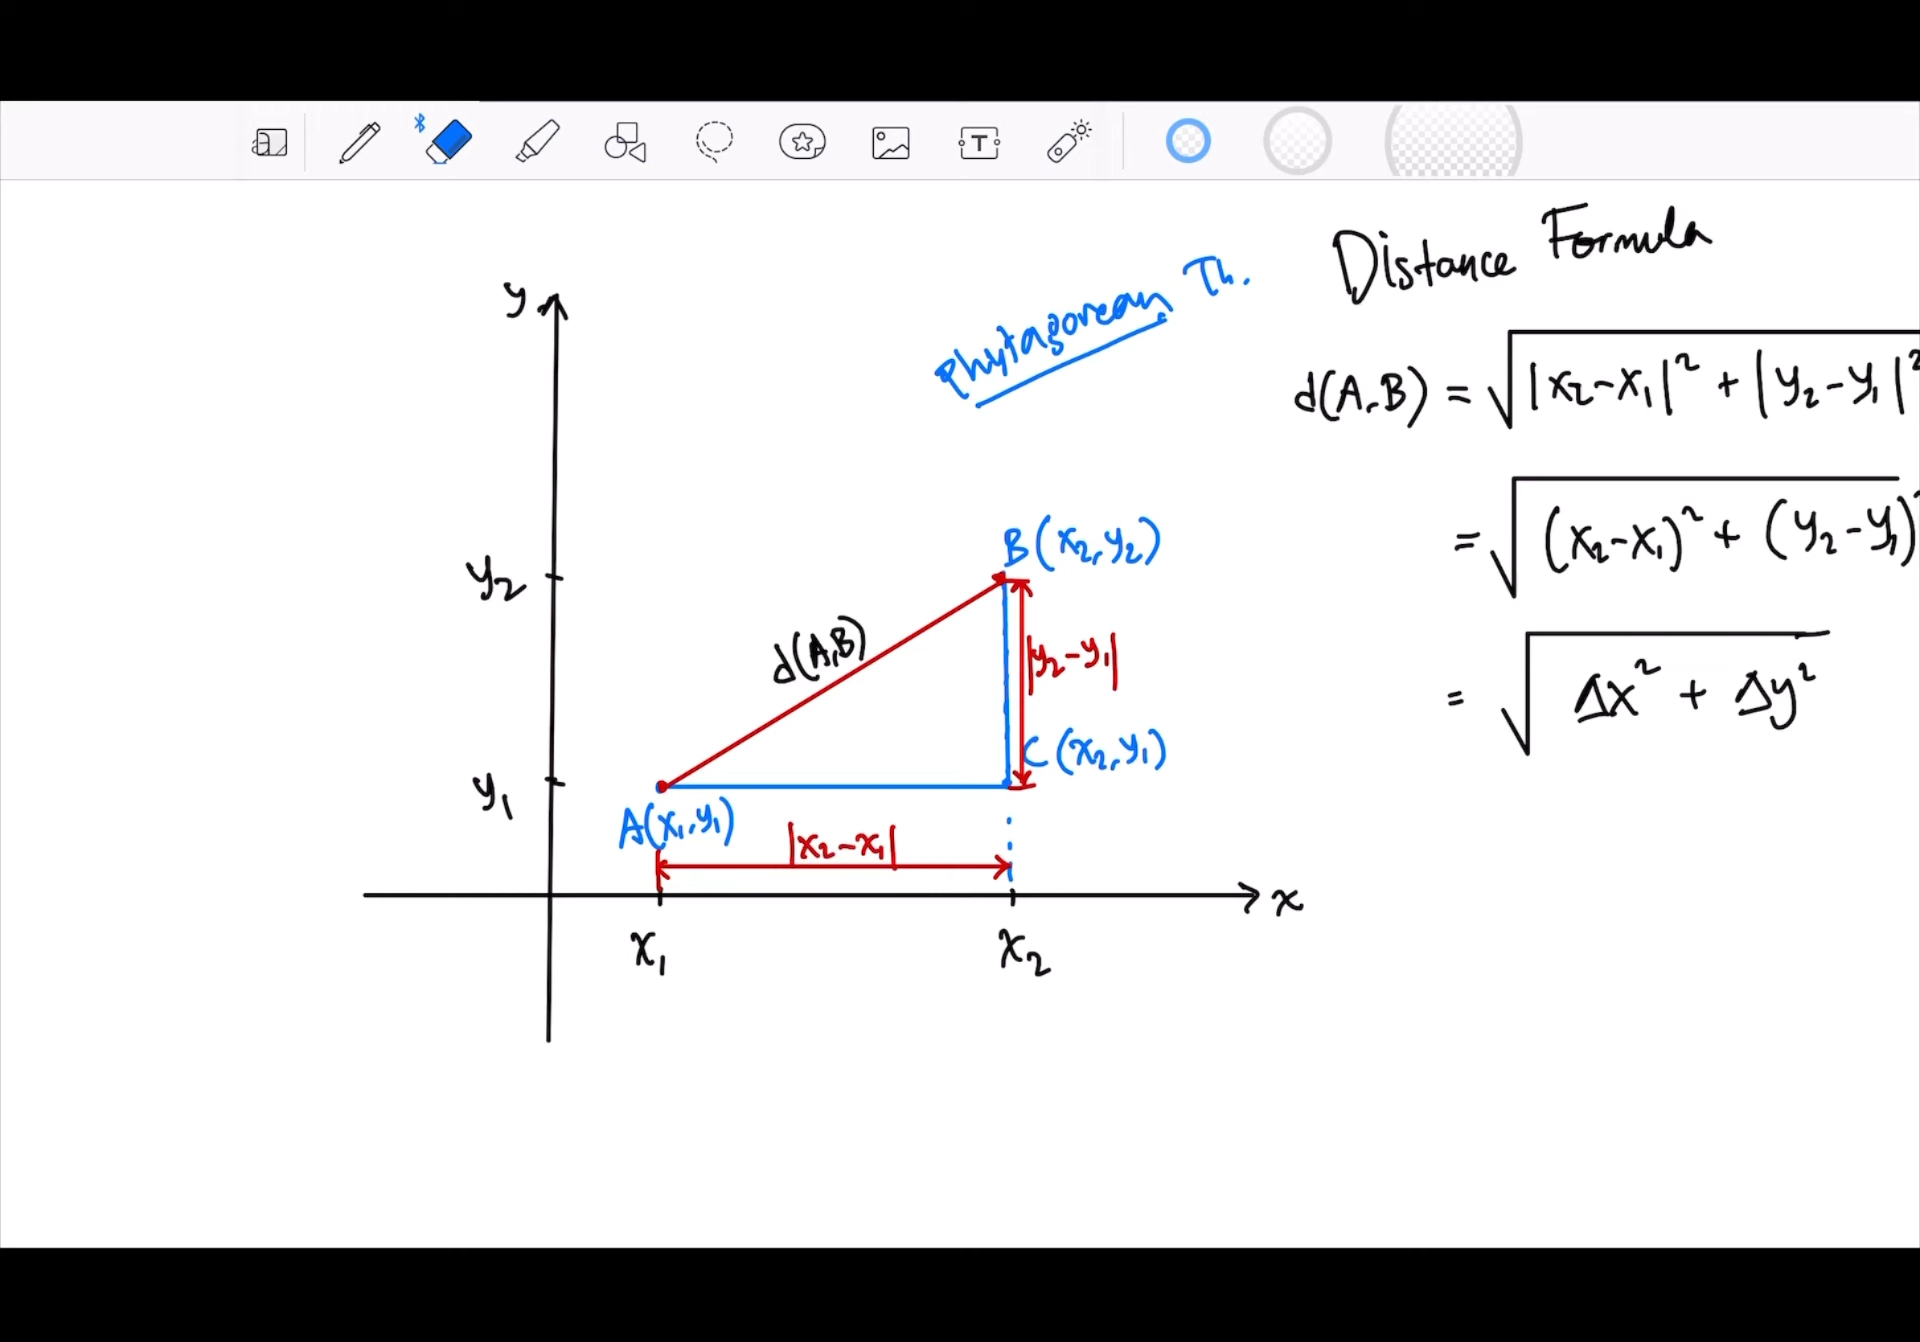 Distance Formula
Phytagorean Th.
y
d(A,B) = √|x₂-x₁|² + |y₂-y₁|²
= √(x₂-x₁)² + (y₂-y₁)²
= √Δx² + Δy²
B(x₂,y₂)
y₂
d(A,B)
|y₂-y₁|
C(x₂,y₁)
y₁
A(x₁,y₁)
|x₂-x₁|
x
x₁
x₂
T